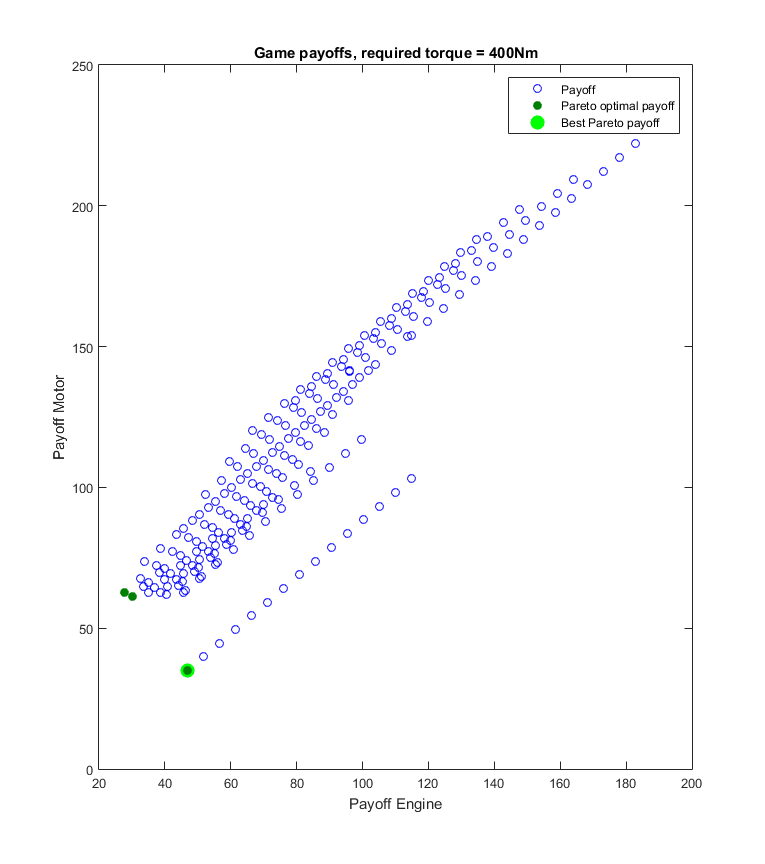 Game payoffs, required torque = 400Nm
Payoff
Pareto optimal payoff
Best Pareto payoff
250
200
150
100
50
0
Payoff Motor
20 40 60 80 100 120 140 160 180 200
Payoff Engine